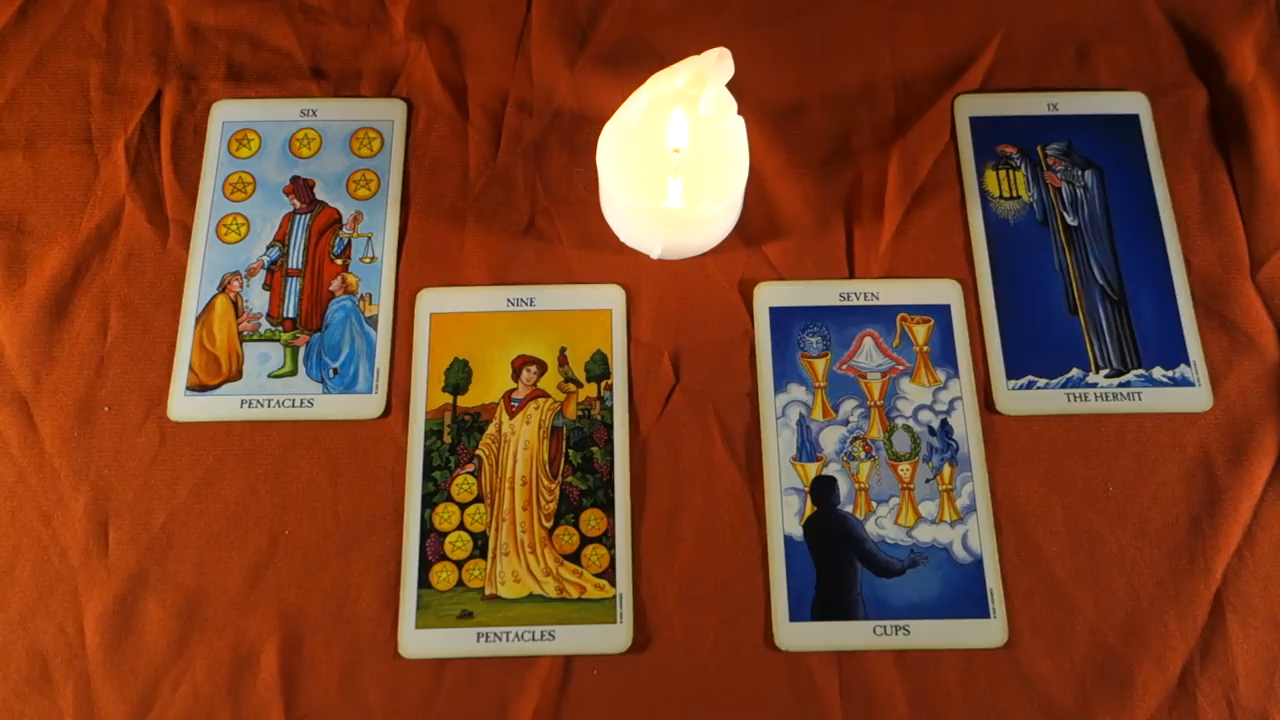 SIX
PENTACLES
NINE
PENTACLES
SEVEN
CUPS
IX
THE HERMIT